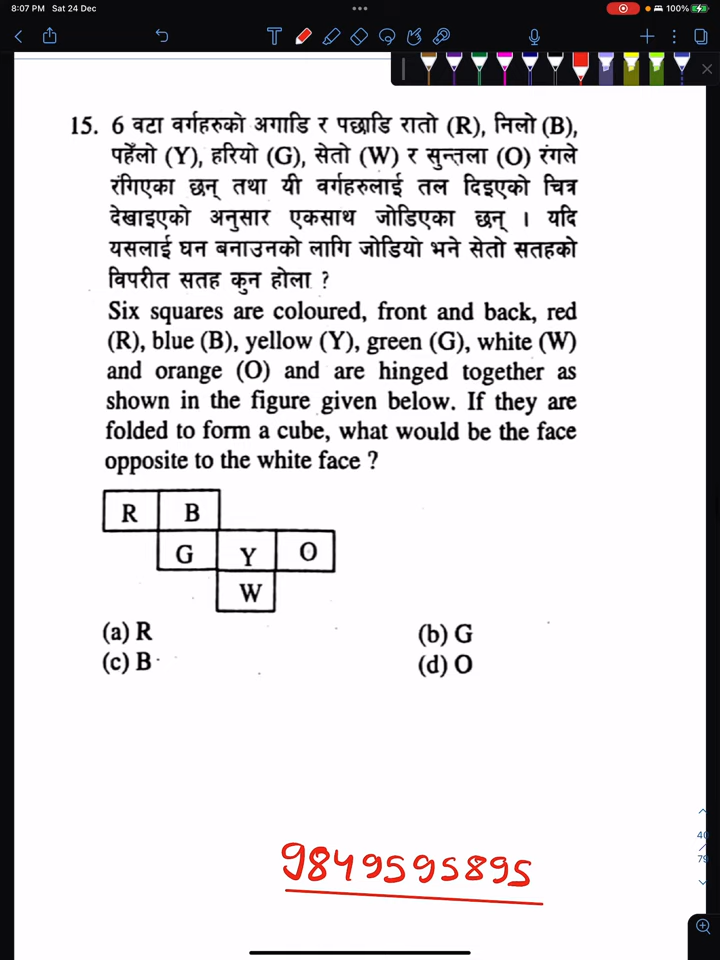 8:07 PM Sat 24 Dec
100%
15. 6 वटा वर्गहरुको अगाडि र पछाडि रातो (R), निलो (B),
पहेँलो (Y), हरियो (G), सेतो (W) र सुन्तला (O) रंगले
रंगिएका छन् तथा यी वर्गहरुलाई तल दिइएको चित्र
देखाइएको अनुसार एकसाथ जोडिएका छन् । यदि
यसलाई घन बनाउनको लागि जोडियो भने सेतो सतहको
विपरीत सतह कुन होला ?
Six squares are coloured, front and back, red
(R), blue (B), yellow (Y), green (G), white (W)
and orange (O) and are hinged together as
shown in the figure given below. If they are
folded to form a cube, what would be the face
opposite to the white face ?
R B
G Y O
W
(a) R (b) G
(c) B (d) O
40
/
79
9849595895